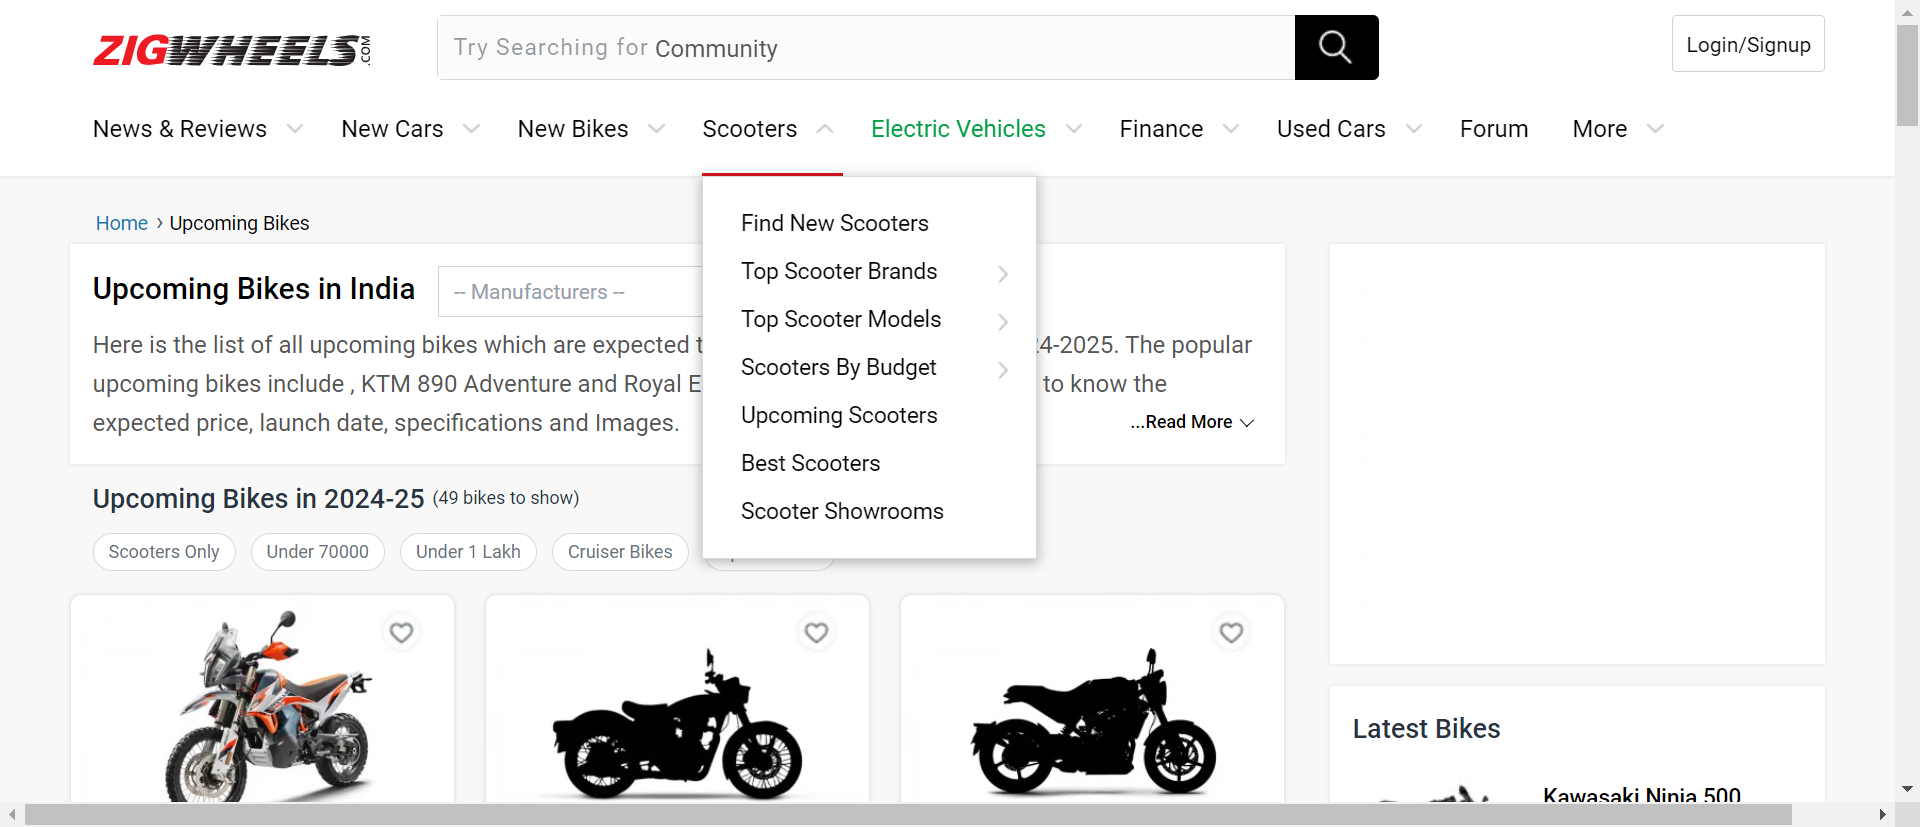 ZIGWHEELS.COM
Try Searching for Community
Login/Signup
News & Reviews
New Cars
New Bikes
Scooters
Electric Vehicles
Finance
Used Cars
Forum
More
Find New Scooters
Top Scooter Brands
Top Scooter Models
Scooters By Budget
Upcoming Scooters
Best Scooters
Scooter Showrooms
Home › Upcoming Bikes
Upcoming Bikes in India
-- Manufacturers --
Here is the list of all upcoming bikes which are expected 4-2025. The popular
upcoming bikes include , KTM 890 Adventure and Royal to know the
expected price, launch date, specifications and Images.
...Read More
Upcoming Bikes in 2024-25 (49 bikes to show)
Scooters Only
Under 70000
Under 1 Lakh
Cruiser Bikes
Latest Bikes
Kawasaki Ninja 500